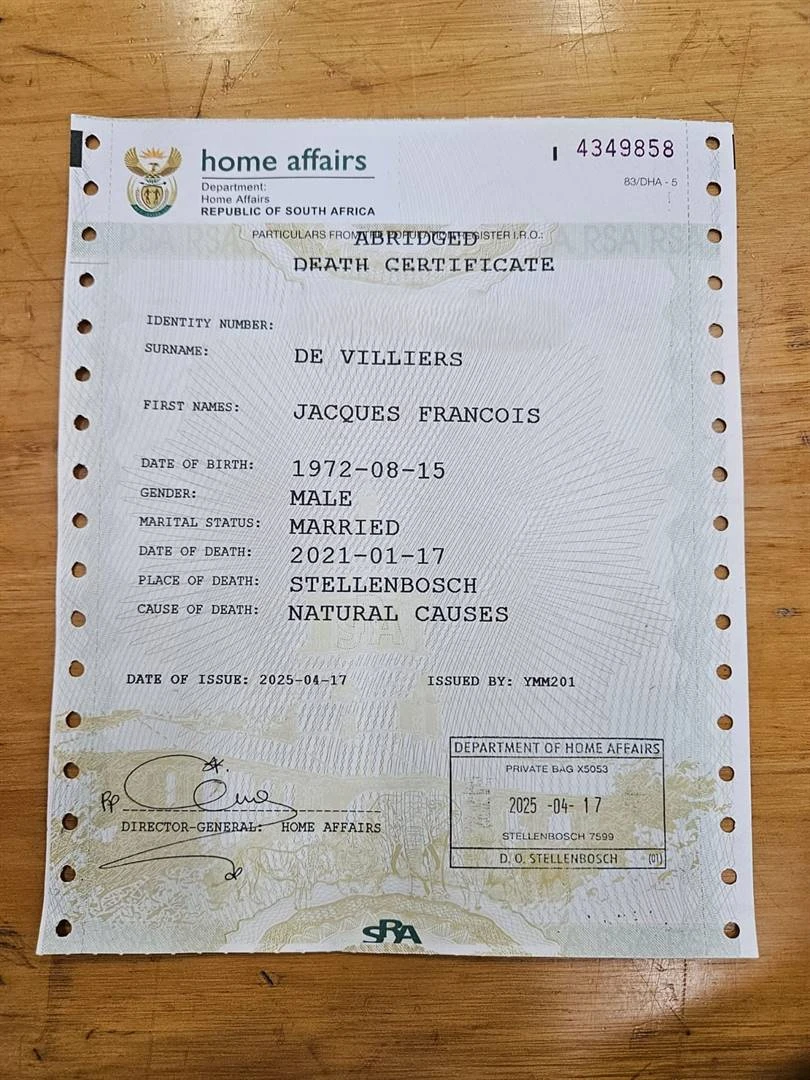 home affairs
4349858
Department:
Home Affairs
REPUBLIC OF SOUTH AFRICA
83/DHA - 5
PARTICULARS FROM THE POPULATION REGISTER I.R.O.:
ABRIDGED
DEATH CERTIFICATE
IDENTITY NUMBER:
SURNAME: DE VILLIERS
FIRST NAMES: JACQUES FRANCOIS
DATE OF BIRTH: 1972-08-15
GENDER: MALE
MARITAL STATUS: MARRIED
DATE OF DEATH: 2021-01-17
PLACE OF DEATH: STELLENBOSCH
CAUSE OF DEATH: NATURAL CAUSES
DATE OF ISSUE: 2025-04-17 ISSUED BY: YMM201
DEPARTMENT OF HOME AFFAIRS
PRIVATE BAG X5053
2025 -04- 17
STELLENBOSCH 7599
D. O. STELLENBOSCH (01)
pp
DIRECTOR-GENERAL: HOME AFFAIRS